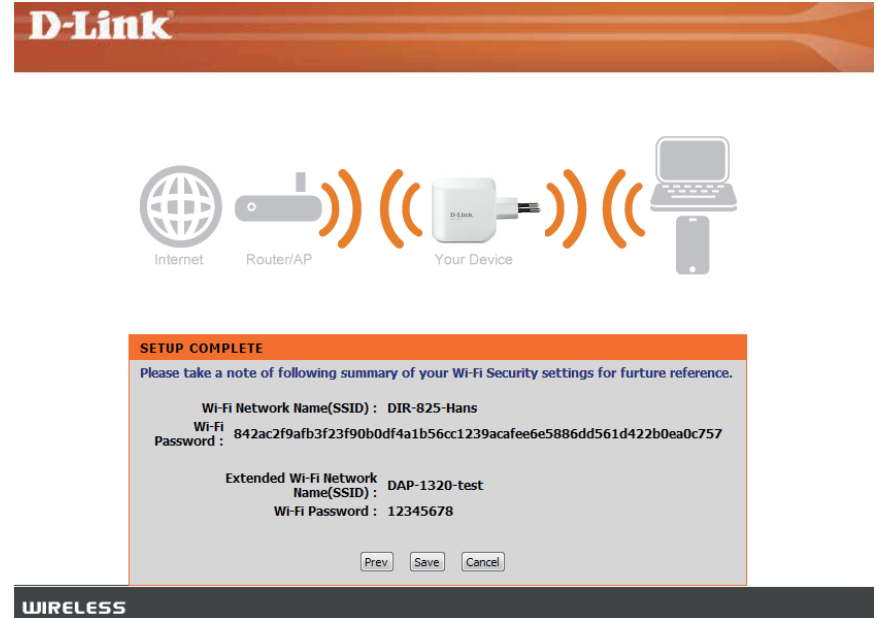 D-Link
D-Link
Internet
Router/AP
Your Device
SETUP COMPLETE
Please take a note of following summary of your Wi-Fi Security settings for furture reference.
Wi-Fi Network Name(SSID) : DIR-825-Hans
Wi-Fi Password : 842ac2f9afb3f23f90b0df4a1b56cc1239acafee6e5886dd561d422b0ea0c757
Extended Wi-Fi Network Name(SSID) : DAP-1320-test
Wi-Fi Password : 12345678
Prev Save Cancel
WIRELESS